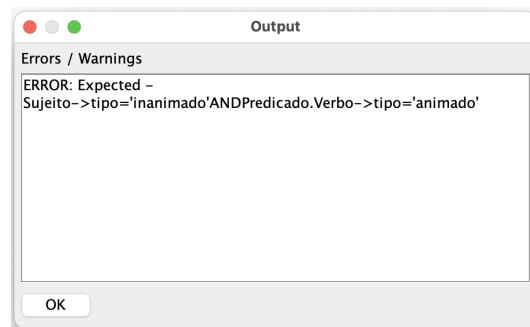 Output
Errors / Warnings
ERROR: Expected –
Sujeito->tipo='inanimado'ANDPredicado.Verbo->tipo='animado'
OK